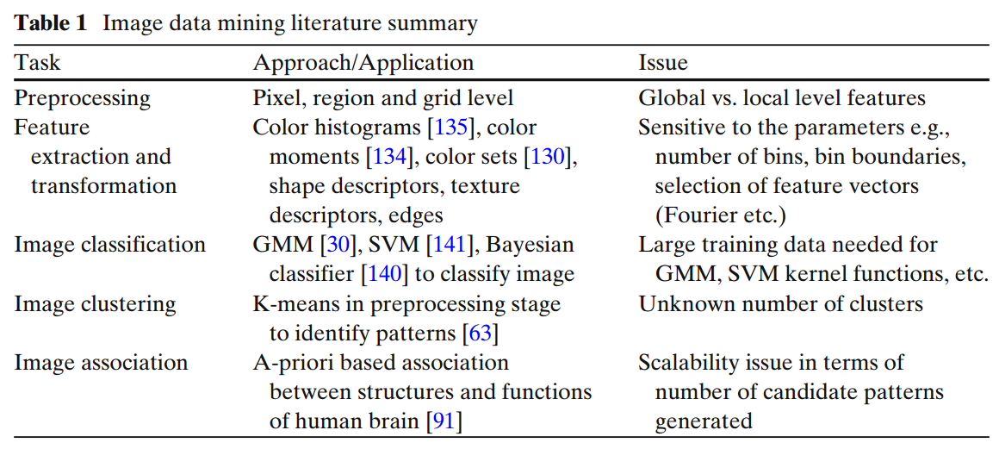 Table 1 Image data mining literature summary
Task Approach/Application Issue
Preprocessing Pixel, region and grid level Global vs. local level features
Feature Color histograms [135], color Sensitive to the parameters e.g.,
extraction and moments [134], color sets [130], number of bins, bin boundaries,
transformation shape descriptors, texture selection of feature vectors
descriptors, edges (Fourier etc.)
Image classification GMM [30], SVM [141], Bayesian Large training data needed for
classifier [140] to classify image GMM, SVM kernel functions, etc.
Image clustering K-means in preprocessing stage Unknown number of clusters
to identify patterns [63]
Image association A-priori based association Scalability issue in terms of
between structures and functions number of candidate patterns
of human brain [91] generated